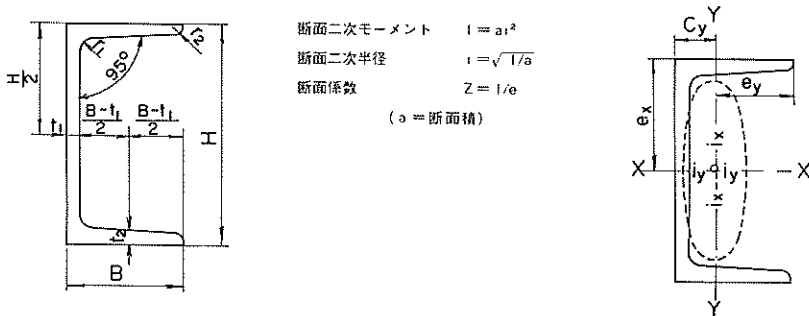 H/2
r₁
r₂
95°
t₁
B-t₁/2
B-t₁/2
H
t₂
B
断面二次モーメント I = ai²
断面二次半径 i = √I/a
断面係数 Z = I/e
(a = 断面積)
Y
Cy
ey
ex
ix
X
iy
iy
X
ix
Y